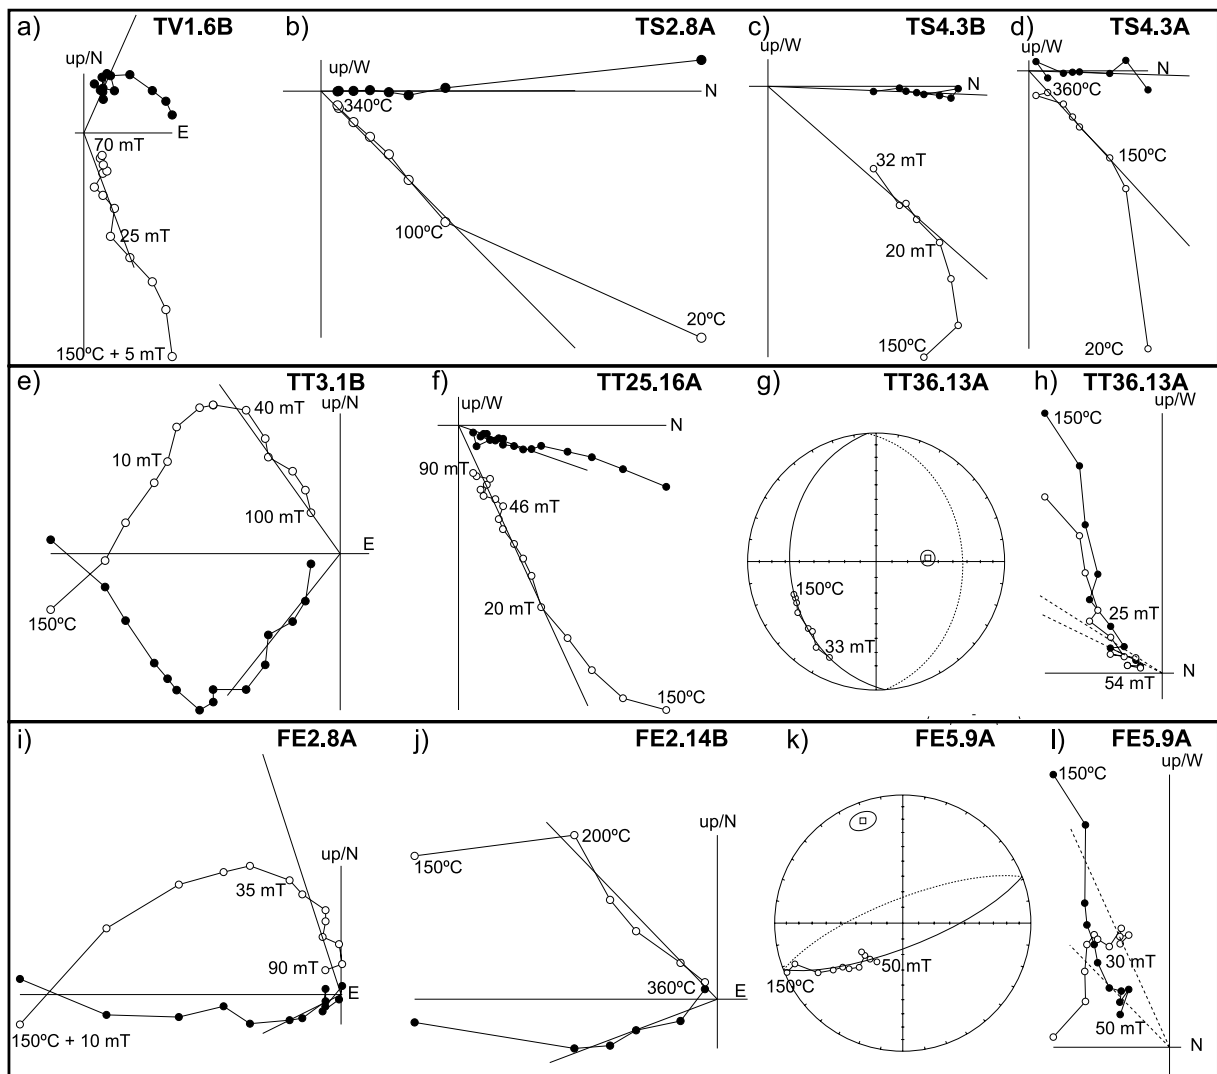 a) TV1.6B
up/N
E
70 mT
25 mT
150ºC + 5 mT
b) TS2.8A
up/W
N
340ºC
100ºC
20ºC
c) TS4.3B
up/W
N
32 mT
20 mT
150ºC
d) TS4.3A
up/W
N
360ºC
150ºC
20ºC
e) TT3.1B
up/N
40 mT
10 mT
100 mT
E
150ºC
f) TT25.16A
up/W
N
90 mT
46 mT
20 mT
150ºC
g) TT36.13A
150ºC
33 mT
h) TT36.13A
up/W
150ºC
25 mT
N
54 mT
i) FE2.8A
up/N
35 mT
90 mT
E
150ºC + 10 mT
j) FE2.14B
up/N
200ºC
150ºC
360ºC
E
k) FE5.9A
50 mT
150ºC
l) FE5.9A
up/W
150ºC
30 mT
50 mT
N